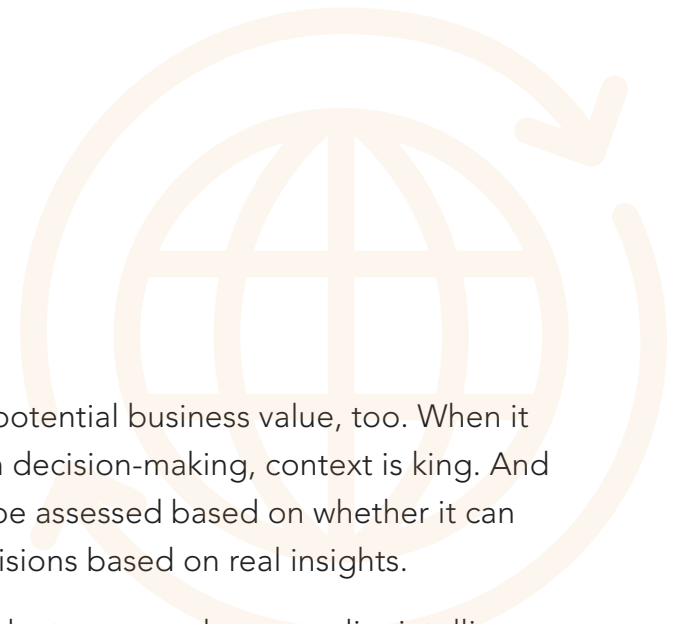 potential business value, too. When it
decision-making, context is king. And
be assessed based on whether it can
based on real insights.